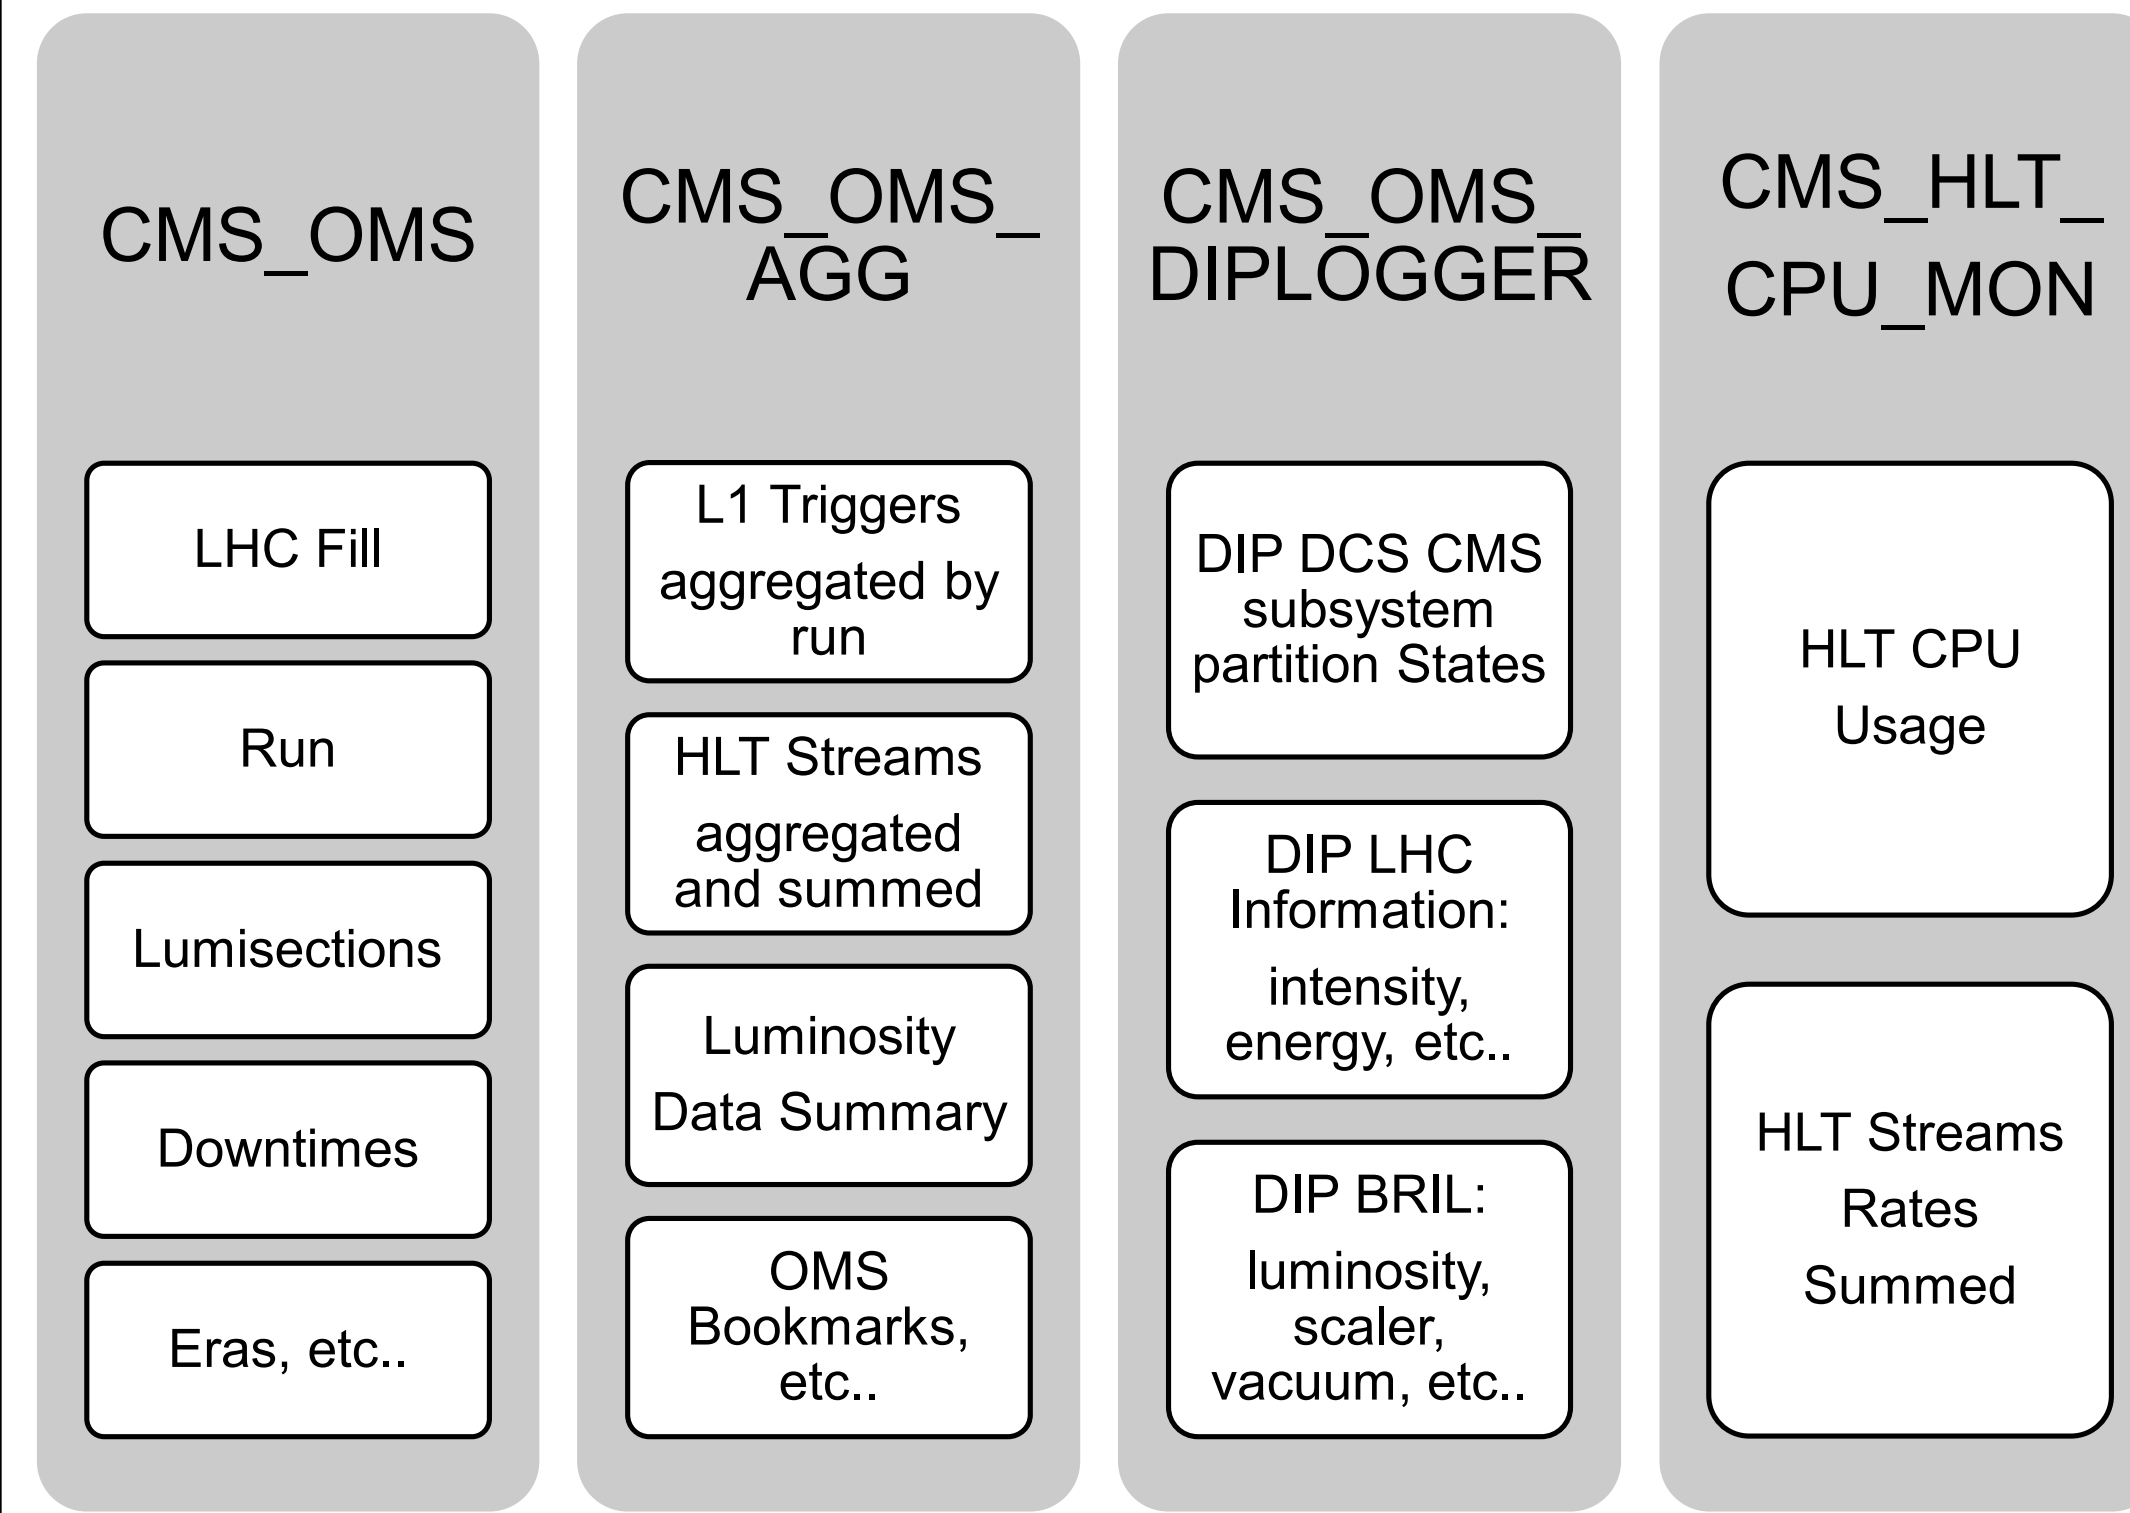 CMS_OMS
LHC Fill
Run
Lumisections
Downtimes
Eras, etc..
CMS_OMS_
AGG
L1 Triggers
aggregated by
run
HLT Streams
aggregated
and summed
Luminosity
Data Summary
OMS
Bookmarks,
etc..
CMS_OMS_
DIPLOGGER
DIP DCS CMS
subsystem
partition States
DIP LHC
Information:
intensity,
energy, etc..
DIP BRIL:
luminosity,
scaler,
vacuum, etc..
CMS_HLT_
CPU_MON
HLT CPU
Usage
HLT Streams
Rates
Summed